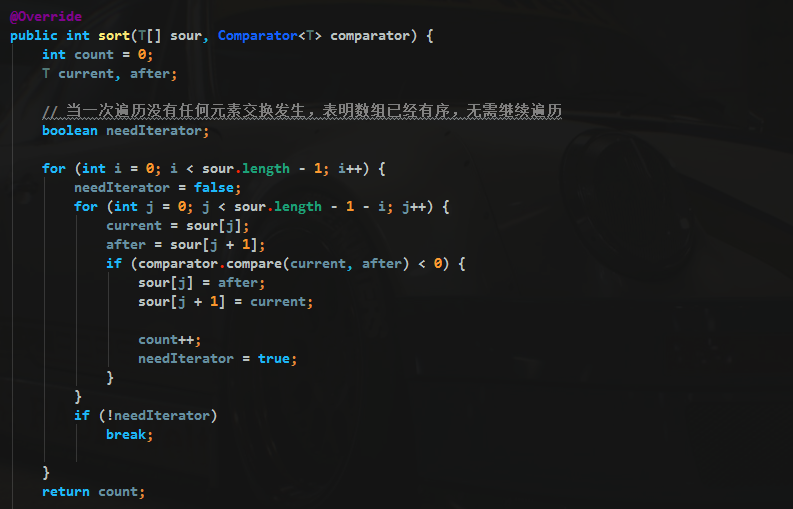 @Override
public int sort(T[] sour, Comparator<T> comparator) {
int count = 0;
T current, after;
// 当一次遍历没有任何元素交换发生，表明数组已经有序，无需继续遍历
boolean needIterator;
for (int i = 0; i < sour.length - 1; i++) {
needIterator = false;
for (int j = 0; j < sour.length - 1 - i; j++) {
current = sour[j];
after = sour[j + 1];
if (comparator.compare(current, after) < 0) {
sour[j] = after;
sour[j + 1] = current;
count++;
needIterator = true;
}
}
if (!needIterator)
break;
}
return count;